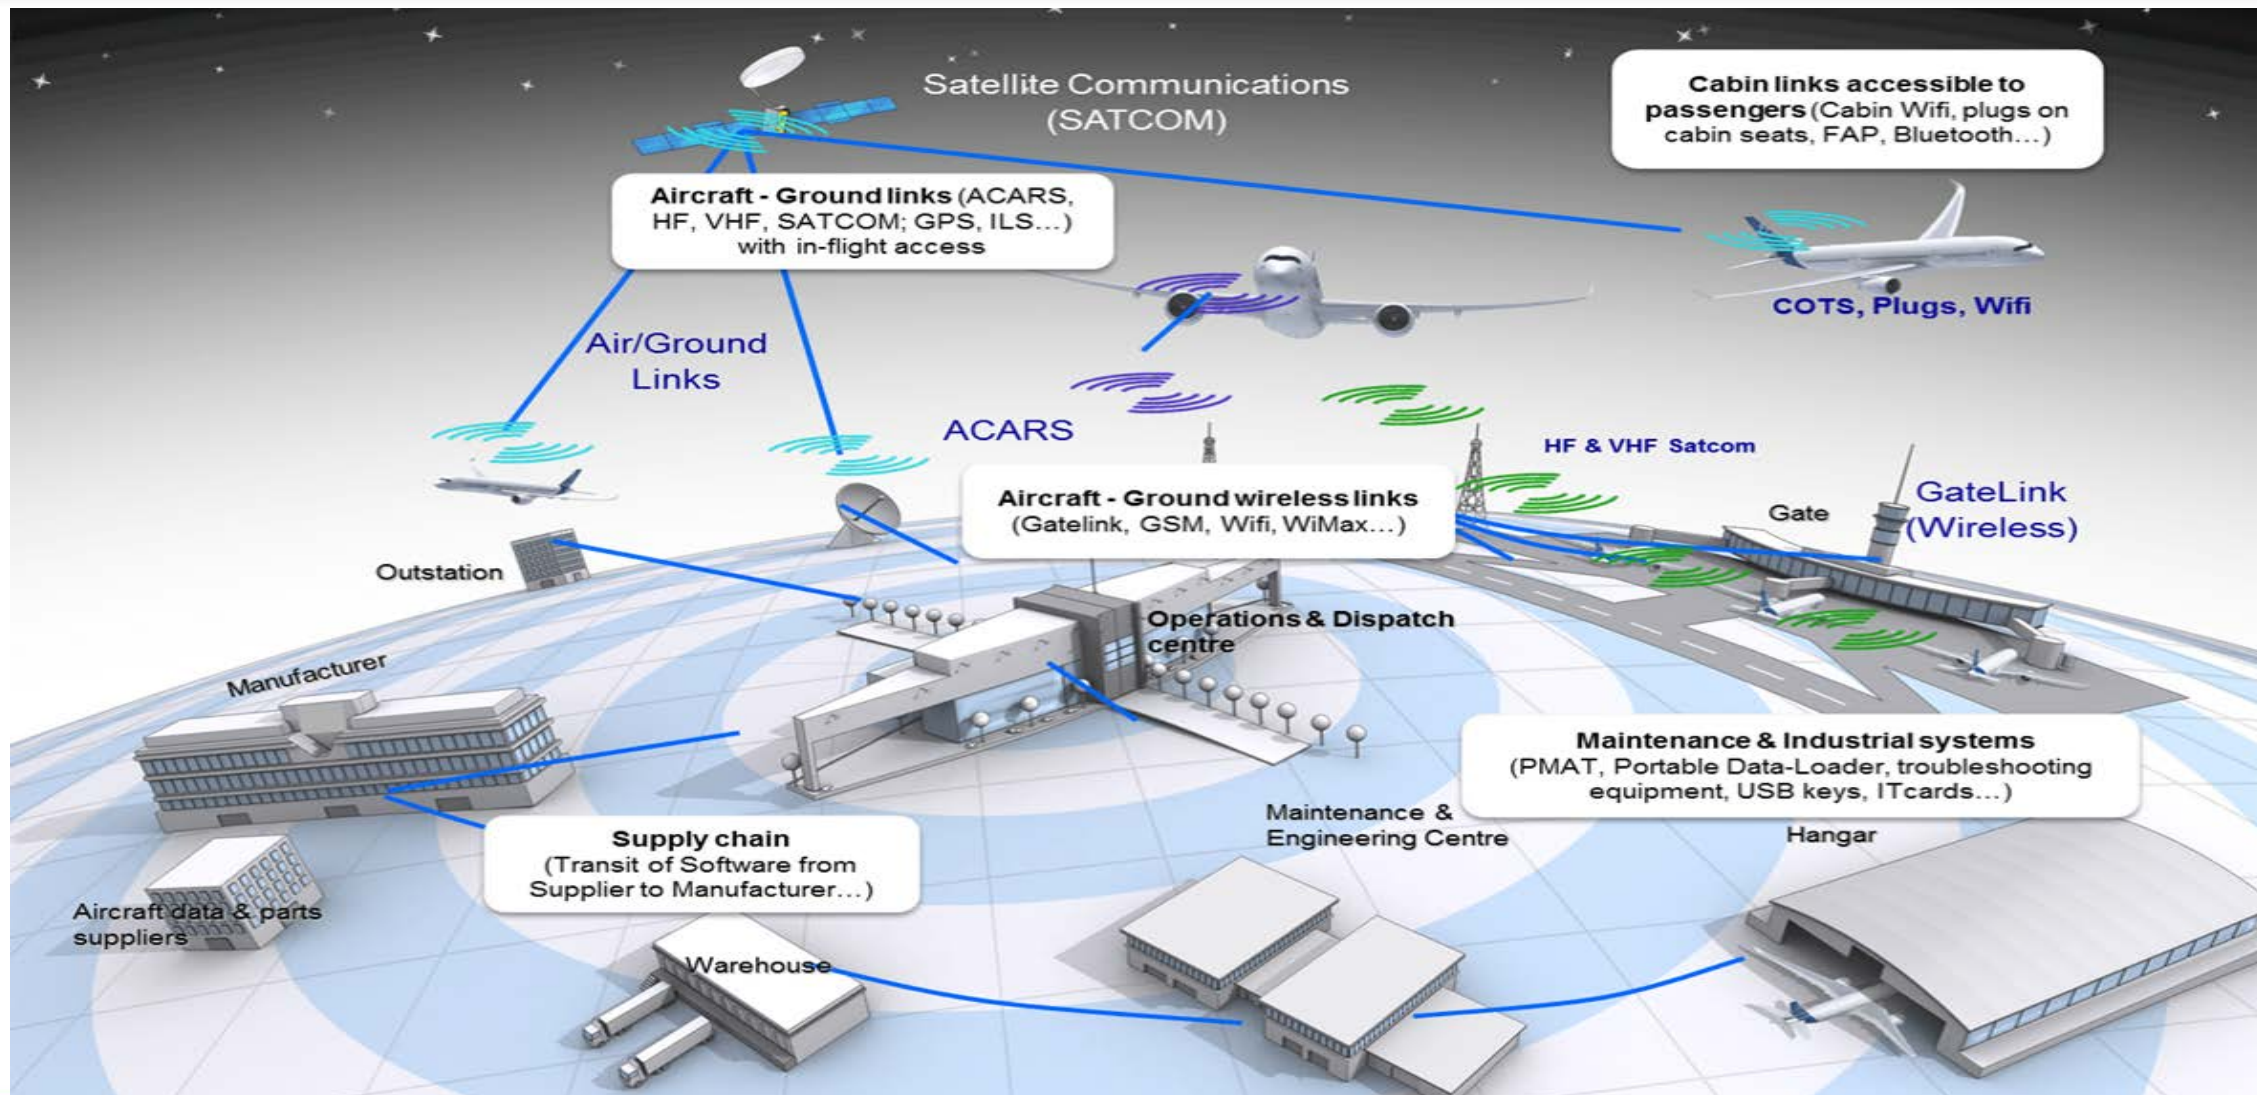 Satellite Communications
(SATCOM)
Cabin links accessible to
passengers (Cabin Wifi, plugs on
cabin seats, FAP, Bluetooth...)
Aircraft - Ground links (ACARS,
HF, VHF, SATCOM; GPS, ILS...)
with in-flight access
COTS, Plugs, Wifi
Air/Ground
Links
ACARS
HF & VHF Satcom
Aircraft - Ground wireless links
(Gatelink, GSM, Wifi, WiMax...)
Gate
GateLink
(Wireless)
Outstation
Operations & Dispatch
centre
Manufacturer
Maintenance & Industrial systems
(PMAT, Portable Data-Loader, troubleshooting
equipment, USB keys, ITcards...)
Supply chain
(Transit of Software from
Supplier to Manufacturer...)
Maintenance &
Engineering Centre
Hangar
Aircraft data & parts
suppliers
Warehouse